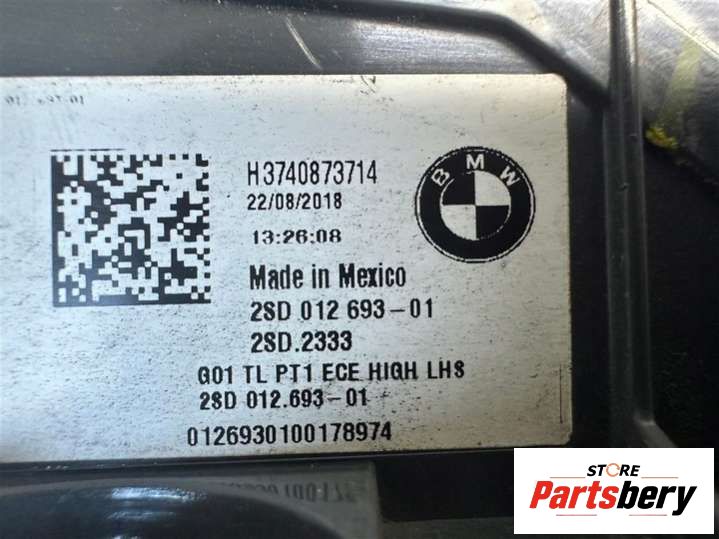 H3740873714
22/08/2018
13:26:08
BMW
Made in Mexico
2SD 012 693-01
2SD.2333
G01 TL PT1 ECE HIGH LHS
2SD 012.693-01
0126930100178974
STORE
Partsbery